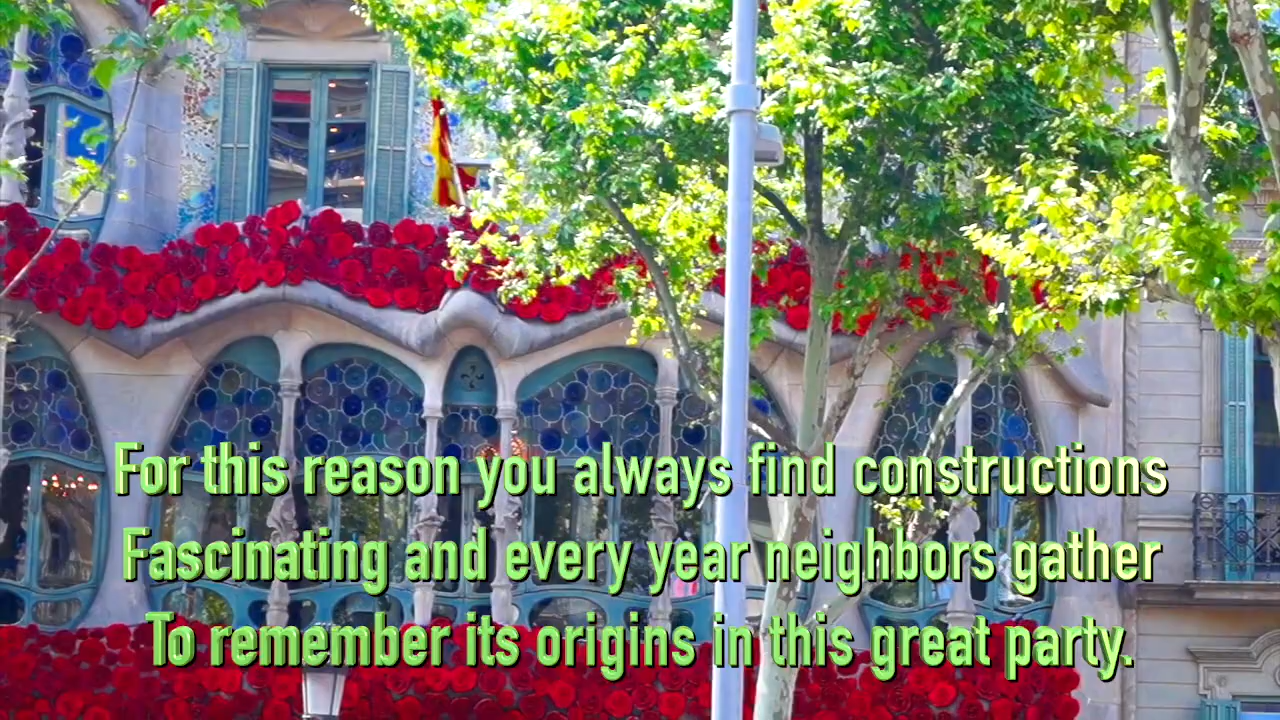 For this reason you always find constructions
Fascinating and every year neighbors gather
To remember its origins in this great party.